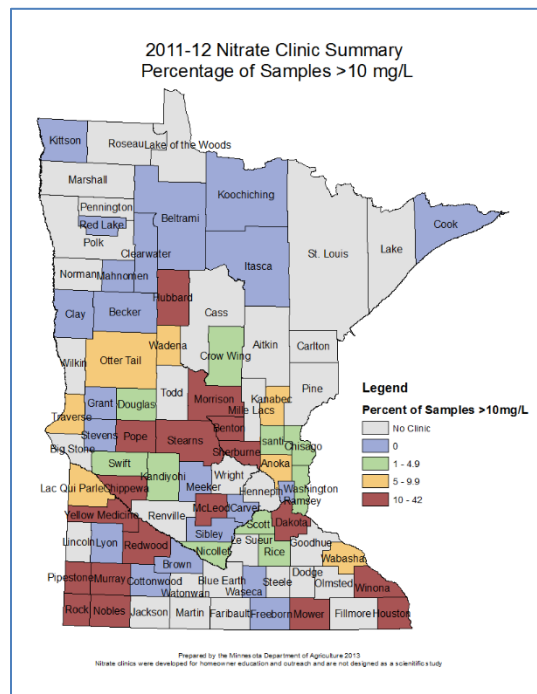 2011-12 Nitrate Clinic Summary
Percentage of Samples >10 mg/L
Kittson
Roseau
Lake of the Woods
Marshall
Koochiching
Pennington
Beltrami
Cook
Red Lake
Polk
St. Louis
Lake
Clearwater
Itasca
Norman
Mahnomen
Hubbard
Cass
Clay
Becker
Aitkin
Carlton
Wadena
Crow Wing
Otter Tail
Wilkin
Pine
Todd
Morrison
Kanabec
Mille Lacs
Grant
Douglas
Traverse
Benton
Isanti
Stevens
Pope
Stearns
Chisago
Big Stone
Sherburne
Swift
Anoka
Kandiyohi
Wright
Meeker
Washington
Lac Qui Parle
Chippewa
Hennepin
Ramsey
McLeod
Carver
Yellow Medicine
Renville
Scott
Dakota
Sibley
Lincoln
Lyon
Redwood
Le Sueur
Rice
Goodhue
Nicollet
Wabasha
Brown
Dodge
Pipestone
Murray
Cottonwood
Blue Earth
Waseca
Steele
Olmsted
Winona
Watonwan
Rock
Nobles
Jackson
Martin
Faribault
Freeborn
Mower
Fillmore
Houston
Legend
Percent of Samples >10mg/L
No Clinic
0
1 - 4.9
5 - 9.9
10 - 42
Prepared by the Minnesota Department of Agriculture 2013
Nitrate clinics were developed for homeowner education and outreach and are not designed as a scientific study